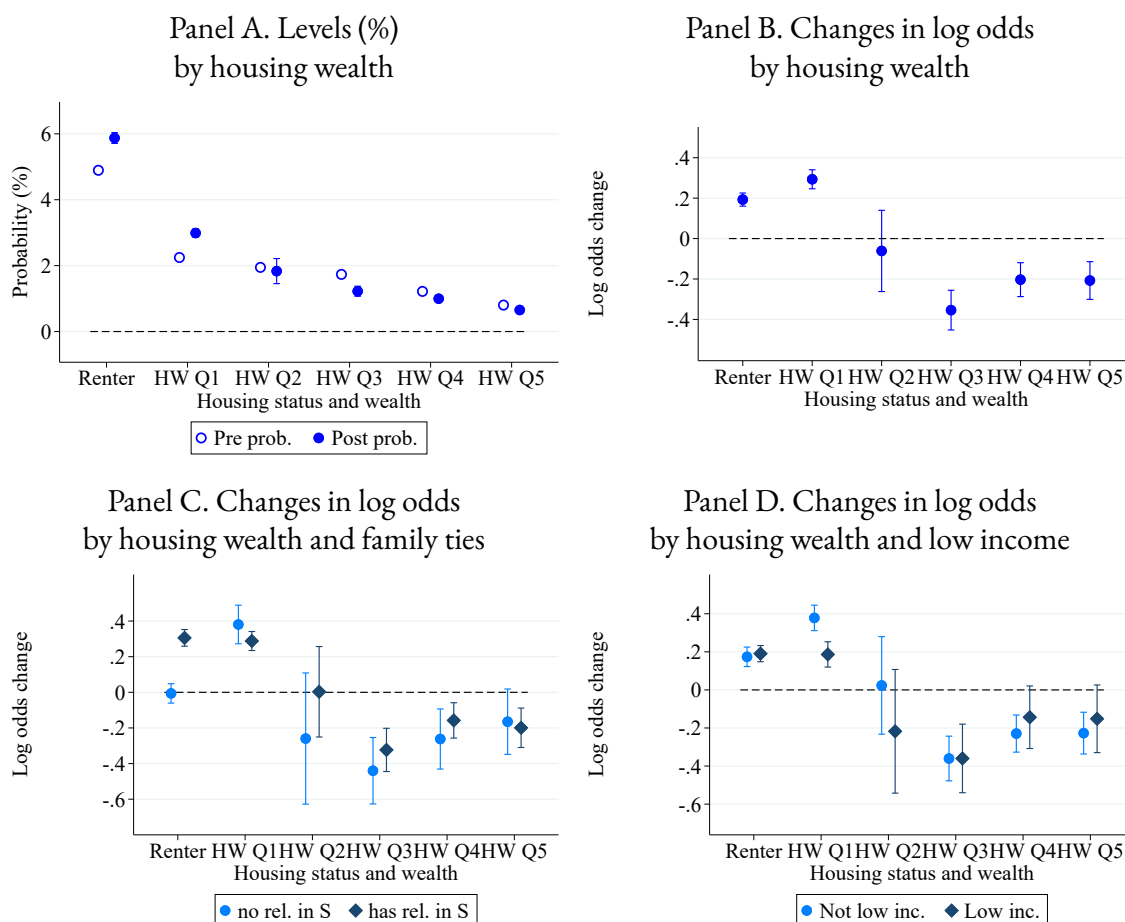 Panel A. Levels (%)
by housing wealth
Probability (%)
6
4
2
0
Renter HW Q1 HW Q2 HW Q3 HW Q4 HW Q5
Housing status and wealth
Pre prob. Post prob.
Panel B. Changes in log odds
by housing wealth
Log odds change
.4
.2
0
-.2
-.4
Renter HW Q1 HW Q2 HW Q3 HW Q4 HW Q5
Housing status and wealth
Panel C. Changes in log odds
by housing wealth and family ties
Log odds change
.4
.2
0
-.2
-.4
-.6
Renter HW Q1 HW Q2 HW Q3 HW Q4 HW Q5
Housing status and wealth
no rel. in S has rel. in S
Panel D. Changes in log odds
by housing wealth and low income
Log odds change
.4
.2
0
-.2
-.4
-.6
Renter HW Q1 HW Q2 HW Q3 HW Q4 HW Q5
Housing status and wealth
Not low inc. Low inc.